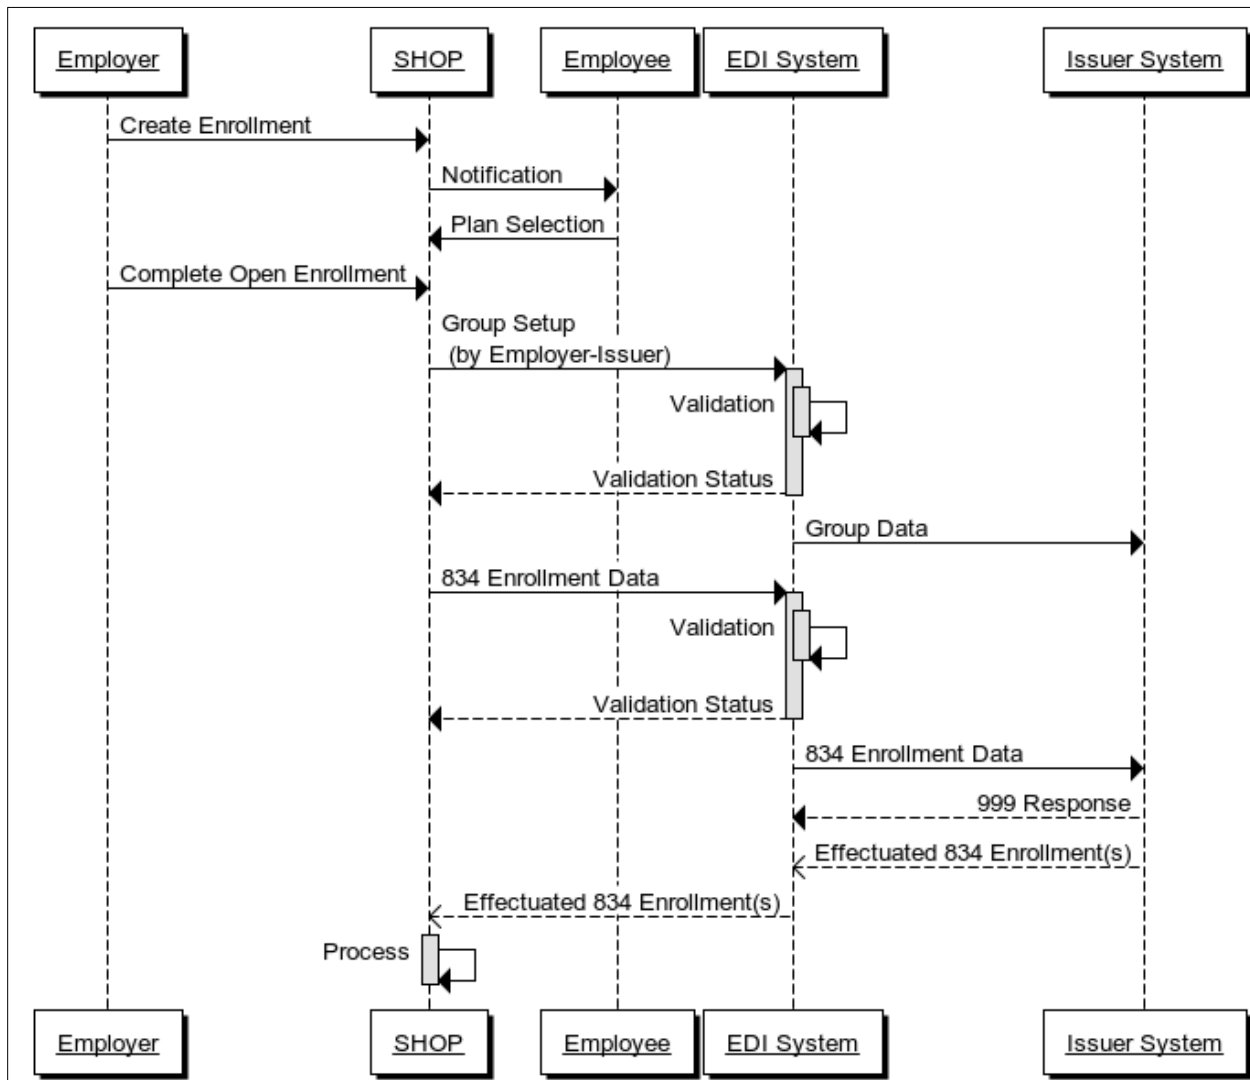 Employer
SHOP
Employee
EDI System
Issuer System
Create Enrollment
Notification
Plan Selection
Complete Open Enrollment
Group Setup
(by Employer-Issuer)
Validation
Validation Status
Group Data
834 Enrollment Data
Validation
Validation Status
834 Enrollment Data
999 Response
Effectuated 834 Enrollment(s)
Effectuated 834 Enrollment(s)
Process
Employer
SHOP
Employee
EDI System
Issuer System